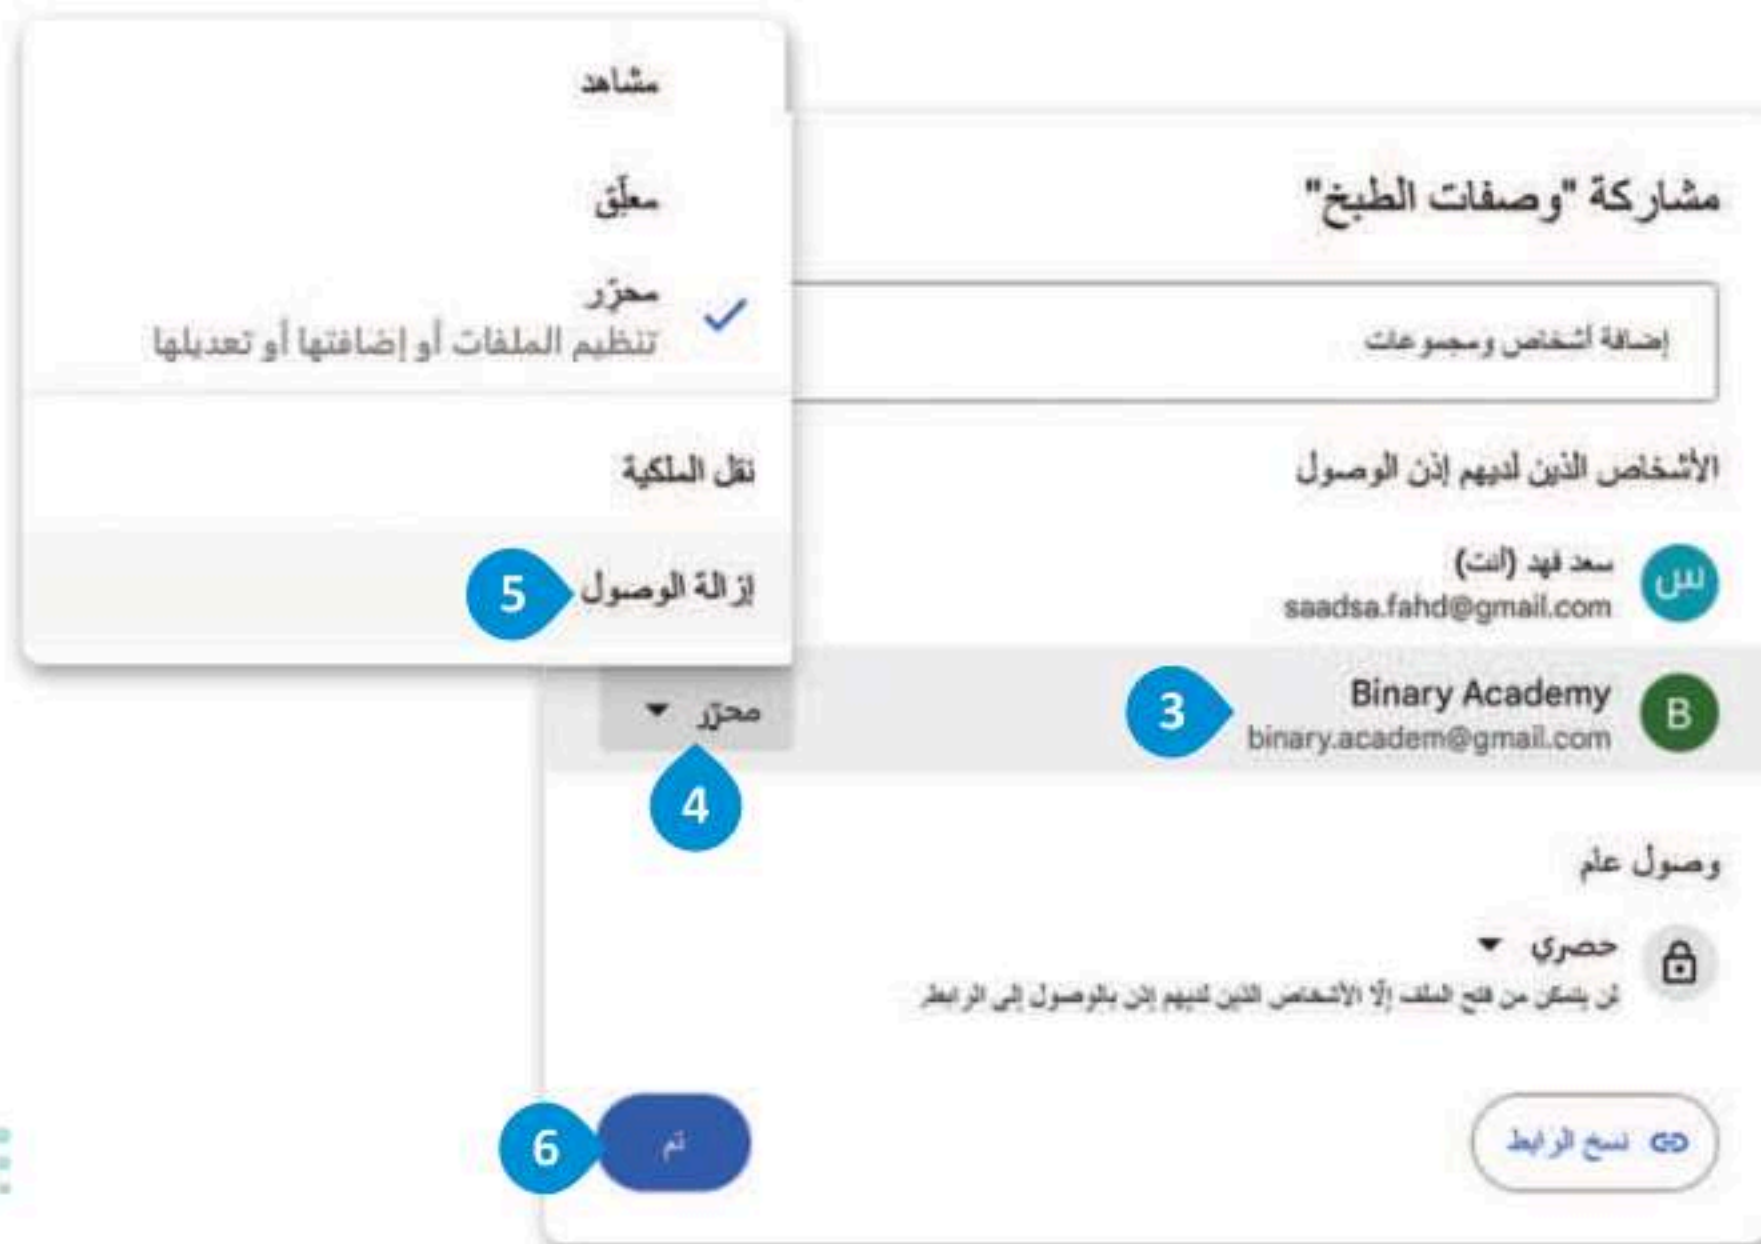 مشاهد
معلّق
محرّر
تنظيم الملفات أو إضافتها أو تعديلها
نقل الملكية
إزالة الوصول
5
مشاركة "وصفات الطبخ"
إضافة أشخاص ومجموعات
الأشخاص الذين لديهم إذن الوصول
س
سعد فهد (أنت)
saadsa.fahd@gmail.com
B
Binary Academy
binary.academ@gmail.com
3
محرّر
4
وصول عام
حصري
لن يتمكن من فتح الملف إلّا الأشخاص الذين لديهم إذن بالوصول إلى الرابط
نسخ الرابط
تم
6